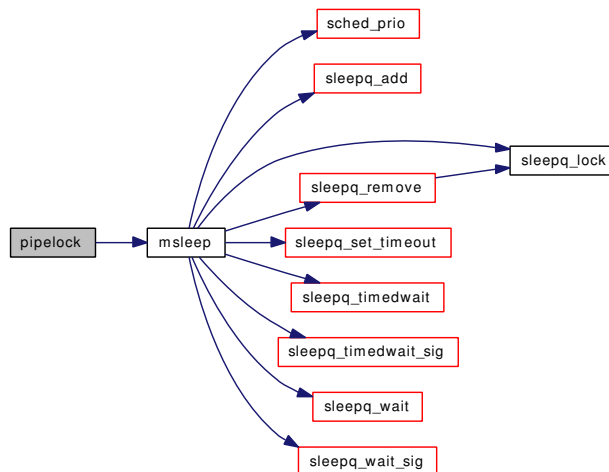 sched_prio
sleepq_add
sleepq_lock
sleepq_remove
pipelock
msleep
sleepq_set_timeout
sleepq_timedwait
sleepq_timedwait_sig
sleepq_wait
sleepq_wait_sig